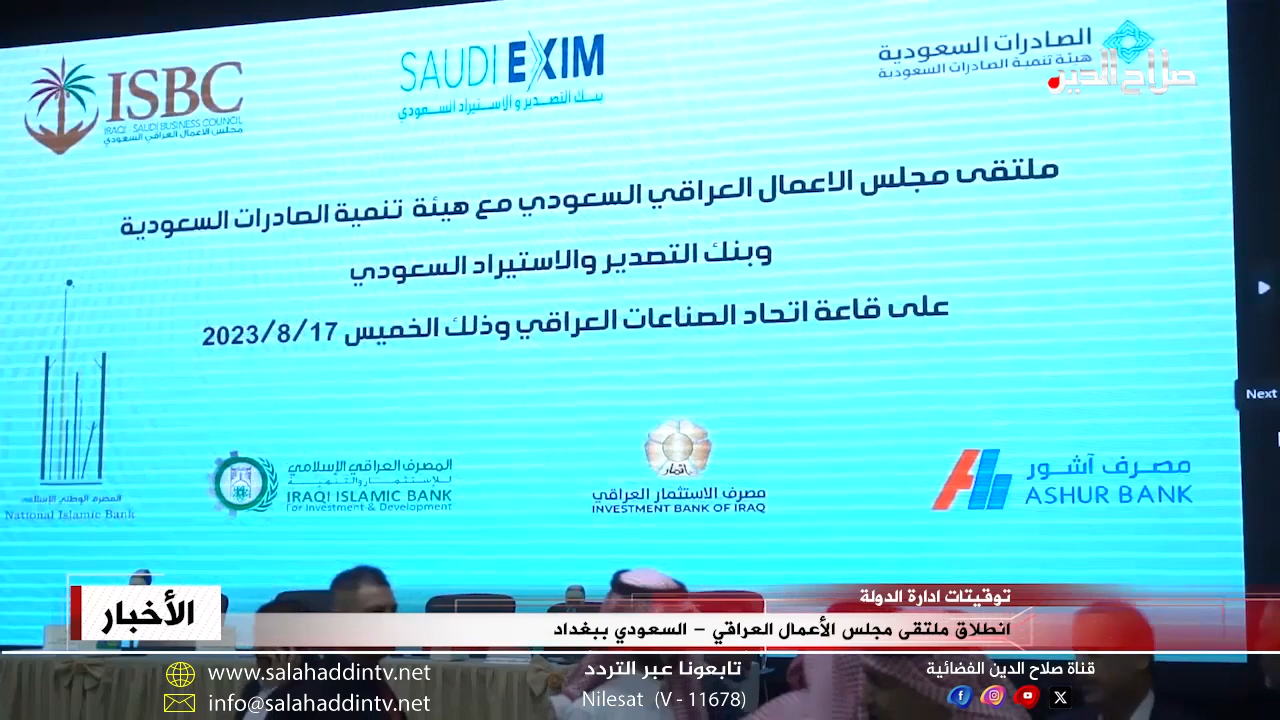 ISBC
IRAQI - SAUDI BUSINESS COUNCIL
مجلس الاعمال العراقي السعودي
SAUDI EXIM
بنك التصدير والاستيراد السعودي
الصادرات السعودية
هيئة تنمية الصادرات السعودية
صلاح الدين
ملتقى مجلس الاعمال العراقي السعودي مع هيئة تنمية الصادرات السعودية
وبنك التصدير والاستيراد السعودي
على قاعة اتحاد الصناعات العراقي وذلك الخميس 2023/8/17
Next
المصرف الوطني الاسلامي
National Islamic Bank
المصرف العراقي الإسلامي
للإستثمار والتنمية
IRAQI ISLAMIC BANK
For Investment & Development
مصرف الاستثمار العراقي
INVESTMENT BANK OF IRAQ
مصرف آشور
ASHUR BANK
الأخبار
توقيتات ادارة الدولة
انطلاق ملتقى مجلس الأعمال العراقي – السعودي ببغداد
www.salahaddintv.net
info@salahaddintv.net
تابعونا عبر التردد
Nilesat (V - 11678)
قناة صلاح الدين الفضائية